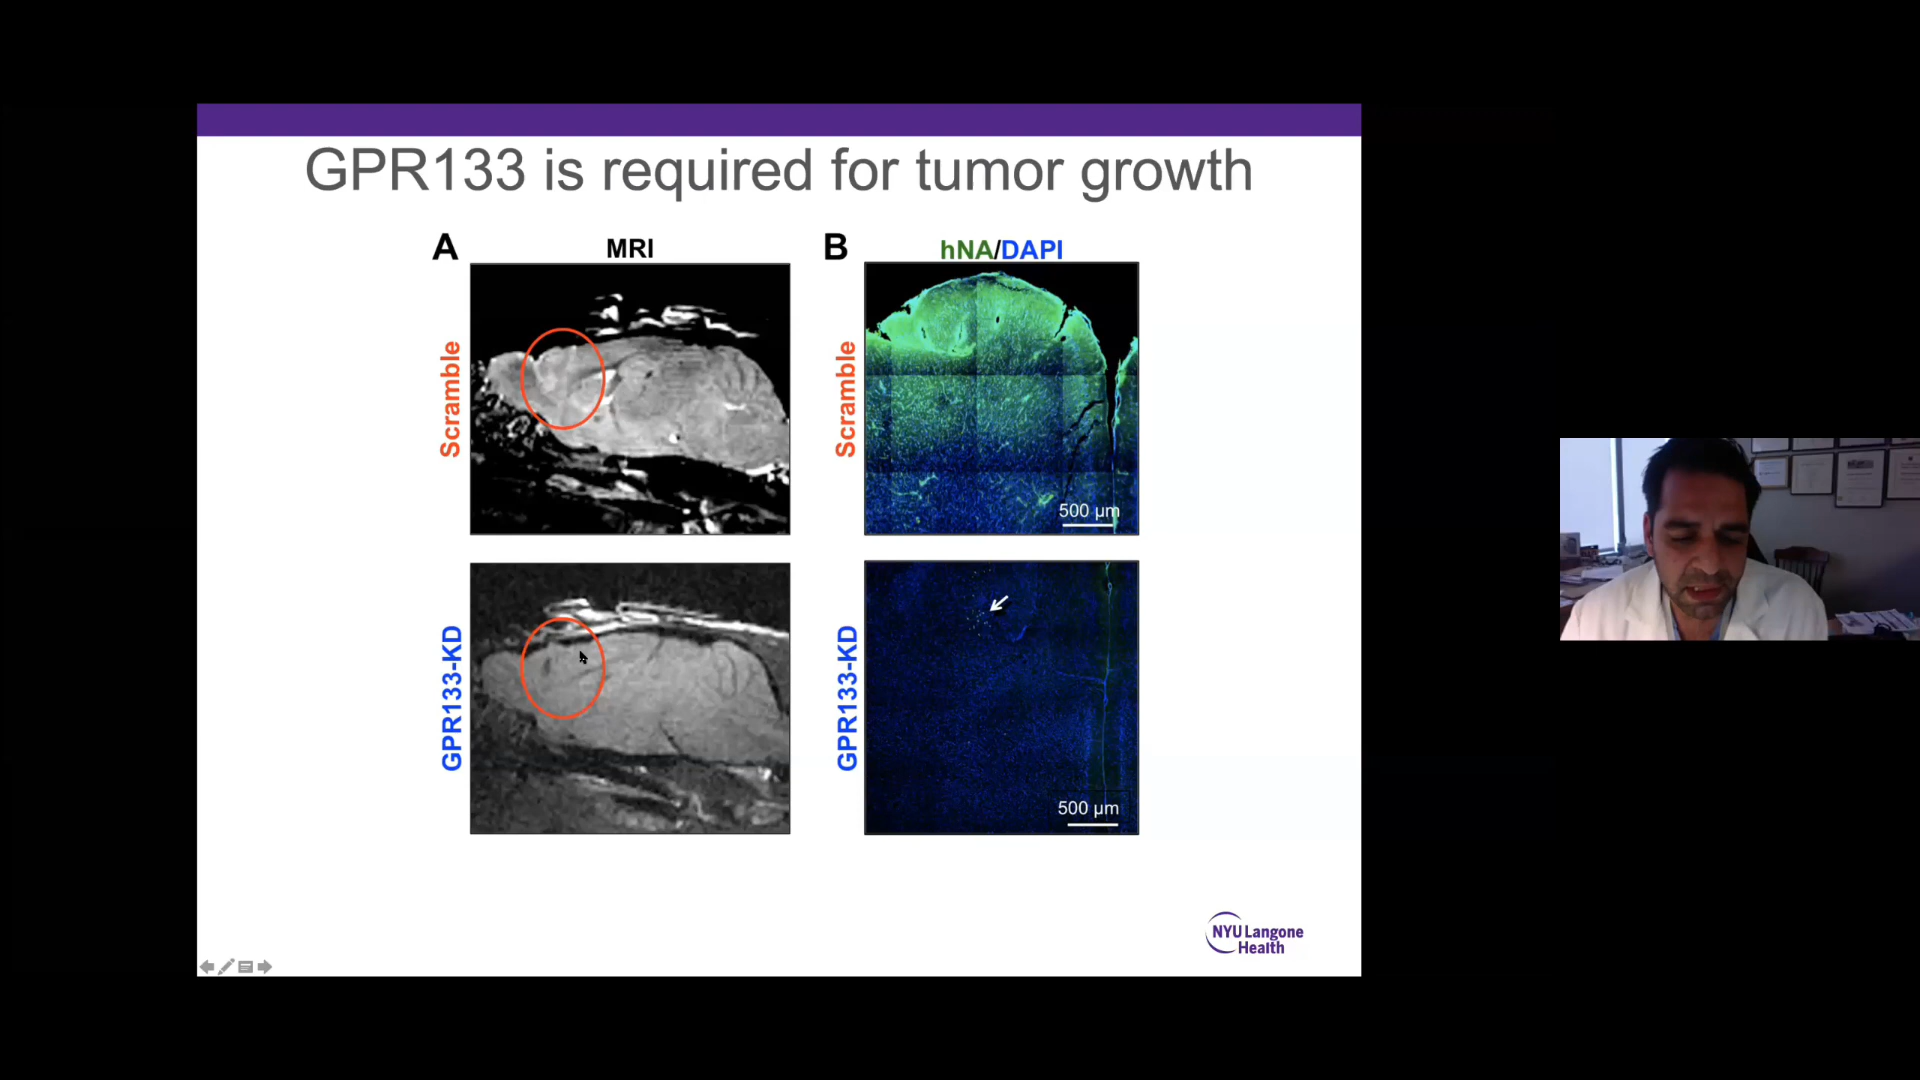 GPR133 is required for tumor growth
A
MRI
B
hNA/DAPI
Scramble
Scramble
500 µm
GPR133-KD
GPR133-KD
500 µm
NYU Langone
Health